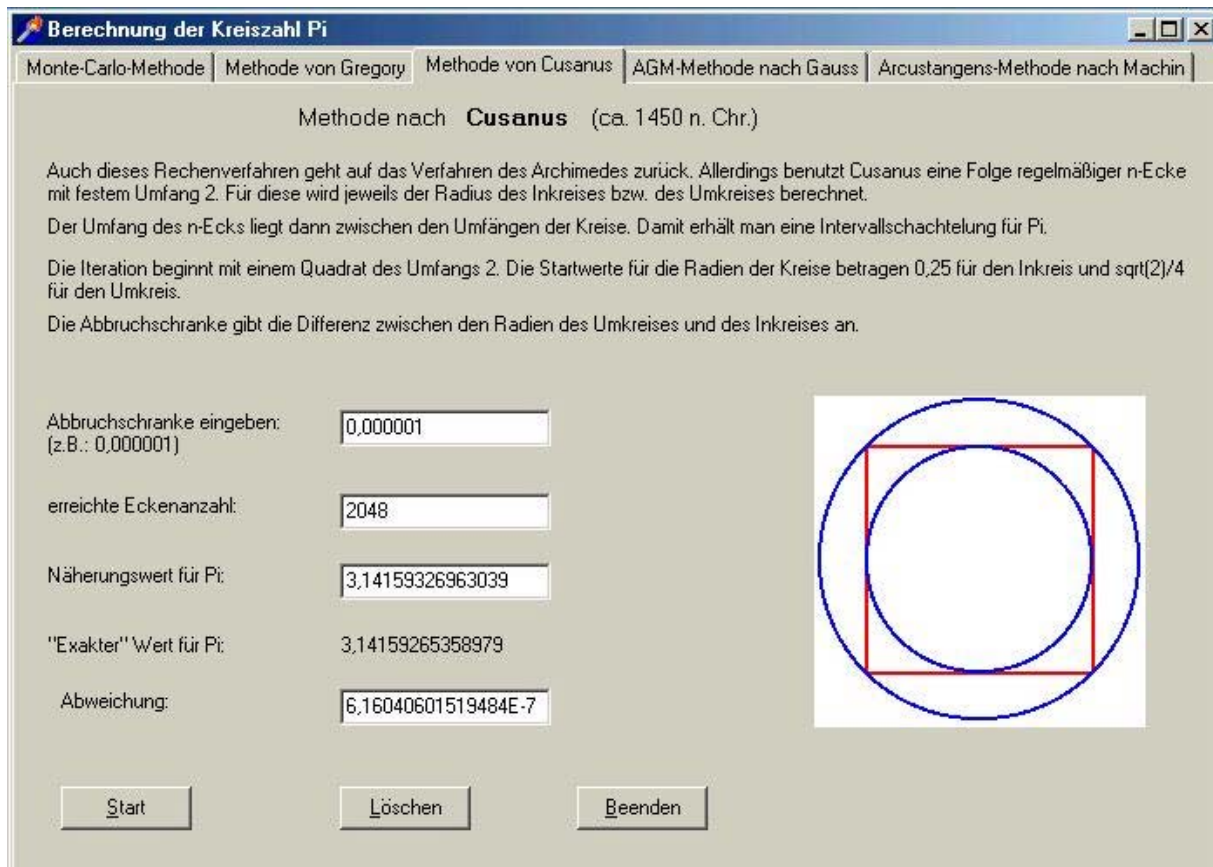 Berechnung der Kreiszahl Pi
Monte-Carlo-Methode
Methode von Gregory
Methode von Cusanus
AGM-Methode nach Gauss
Arcustangens-Methode nach Machin
Methode nach Cusanus (ca. 1450 n. Chr.)
Auch dieses Rechenverfahren geht auf das Verfahren des Archimedes zurück. Allerdings benutzt Cusanus eine Folge regelmäßiger n-Ecke
mit festem Umfang 2. Für diese wird jeweils der Radius des Inkreises bzw. des Umkreises berechnet.
Der Umfang des n-Ecks liegt dann zwischen den Umfängen der Kreise. Damit erhält man eine Intervallschachtelung für Pi.
Die Iteration beginnt mit einem Quadrat des Umfangs 2. Die Startwerte für die Radien der Kreise betragen 0,25 für den Inkreis und sqrt(2)/4
für den Umkreis.
Die Abbruchschranke gibt die Differenz zwischen den Radien des Umkreises und des Inkreises an.
Abbruchschranke eingeben:
(z.B.: 0,000001)
0,000001
erreichte Eckenanzahl:
2048
Näherungswert für Pi:
3,14159326963039
"Exakter" Wert für Pi:
3,14159265358979
Abweichung:
6,16040601519484E-7
Start
Löschen
Beenden